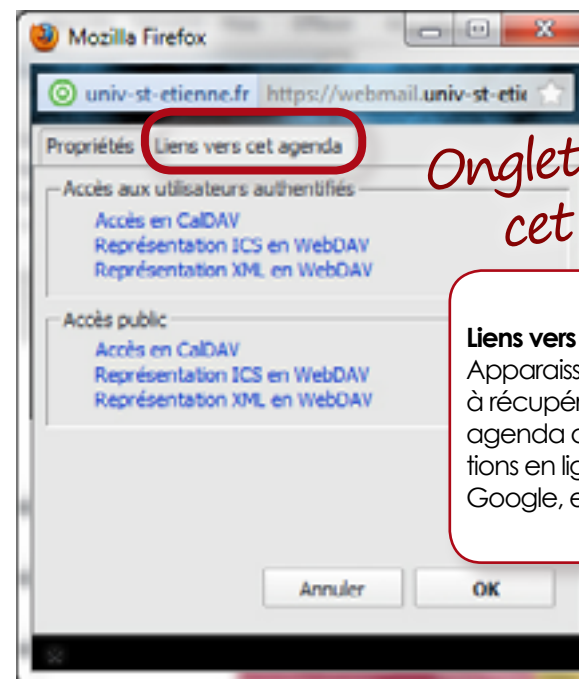 Mozilla Firefox
univ-st-etienne.fr https://webmail.univ-st-etie
Propriétés Liens vers cet agenda
Onglet
cet
Accès aux utilisateurs authentifiés
Accès en CalDAV
Représentation ICS en WebDAV
Représentation XML en WebDAV
Accès public
Accès en CalDAV
Représentation ICS en WebDAV
Représentation XML en WebDAV
Liens vers
Apparaiss
à récupér
agenda
tions en lig
Google, e
Annuler OK